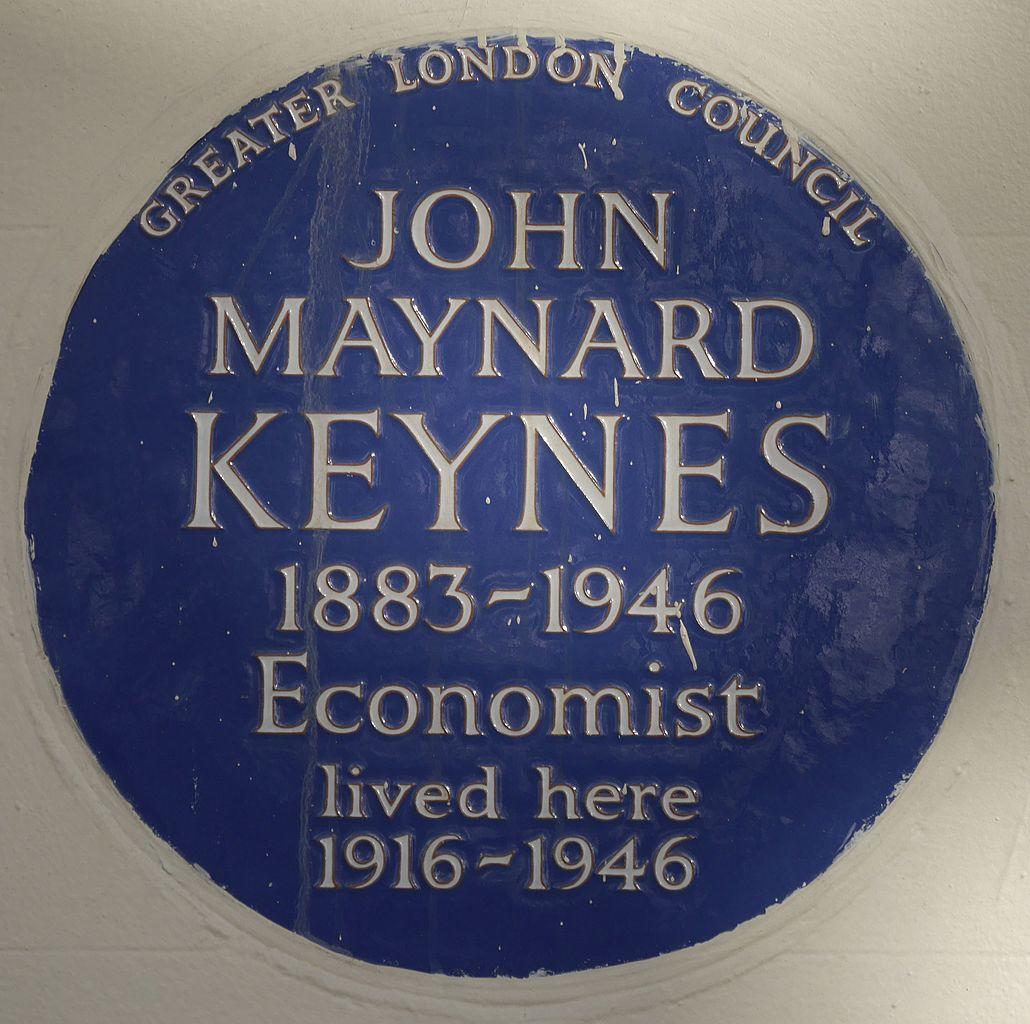 GREATER LONDON COUNCIL
JOHN
MAYNARD
KEYNES
1883-1946
Economist
lived here
1916-1946